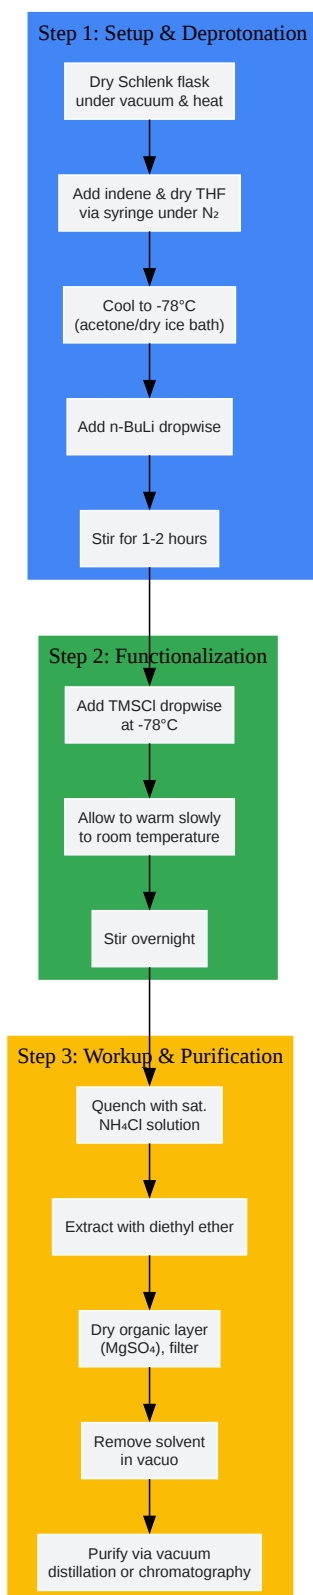 Step 1: Setup & Deprotonation
Dry Schlenk flask
under vacuum & heat
Add indene & dry THF
via syringe under N₂
Cool to -78°C
(acetone/dry ice bath)
Add n-BuLi dropwise
Stir for 1-2 hours
Step 2: Functionalization
Add TMSCl dropwise
at -78°C
Allow to warm slowly
to room temperature
Stir overnight
Step 3: Workup & Purification
Quench with sat.
NH₄Cl solution
Extract with diethyl ether
Dry organic layer
(MgSO₄), filter
Remove solvent
in vacuo
Purify via vacuum
distillation or chromatography